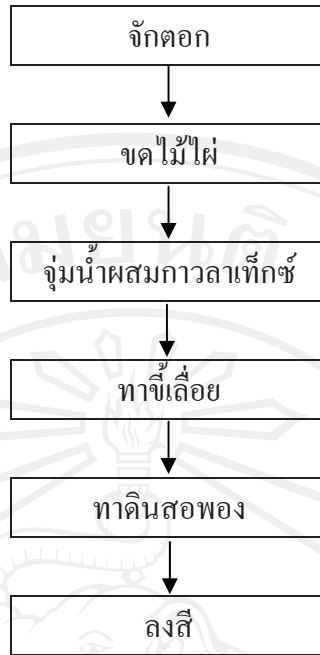 จักตอก
ขดไม้ไผ่
จุ่มน้ำผสมกาวลาเท็กซ์
ทาขี้เลื่อย
ทาดินสอพอง
ลงสี